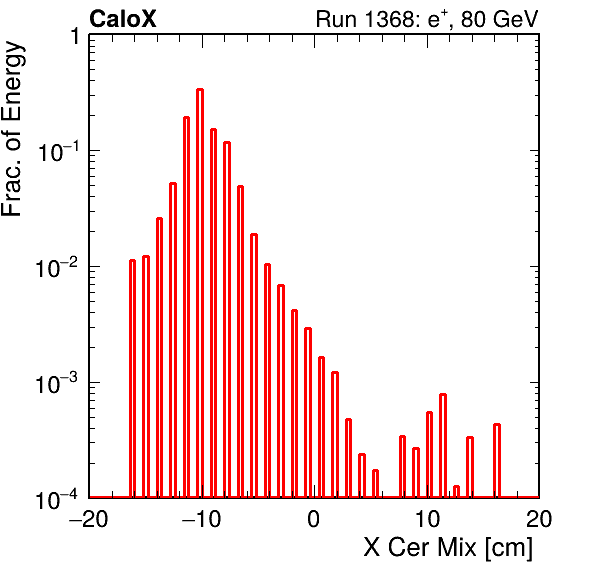 CaloX Run 1368: e⁺, 80 GeV
Frac. of Energy
1
10⁻¹
10⁻²
10⁻³
10⁻⁴
−20 −10 0 10 20
X Cer Mix [cm]